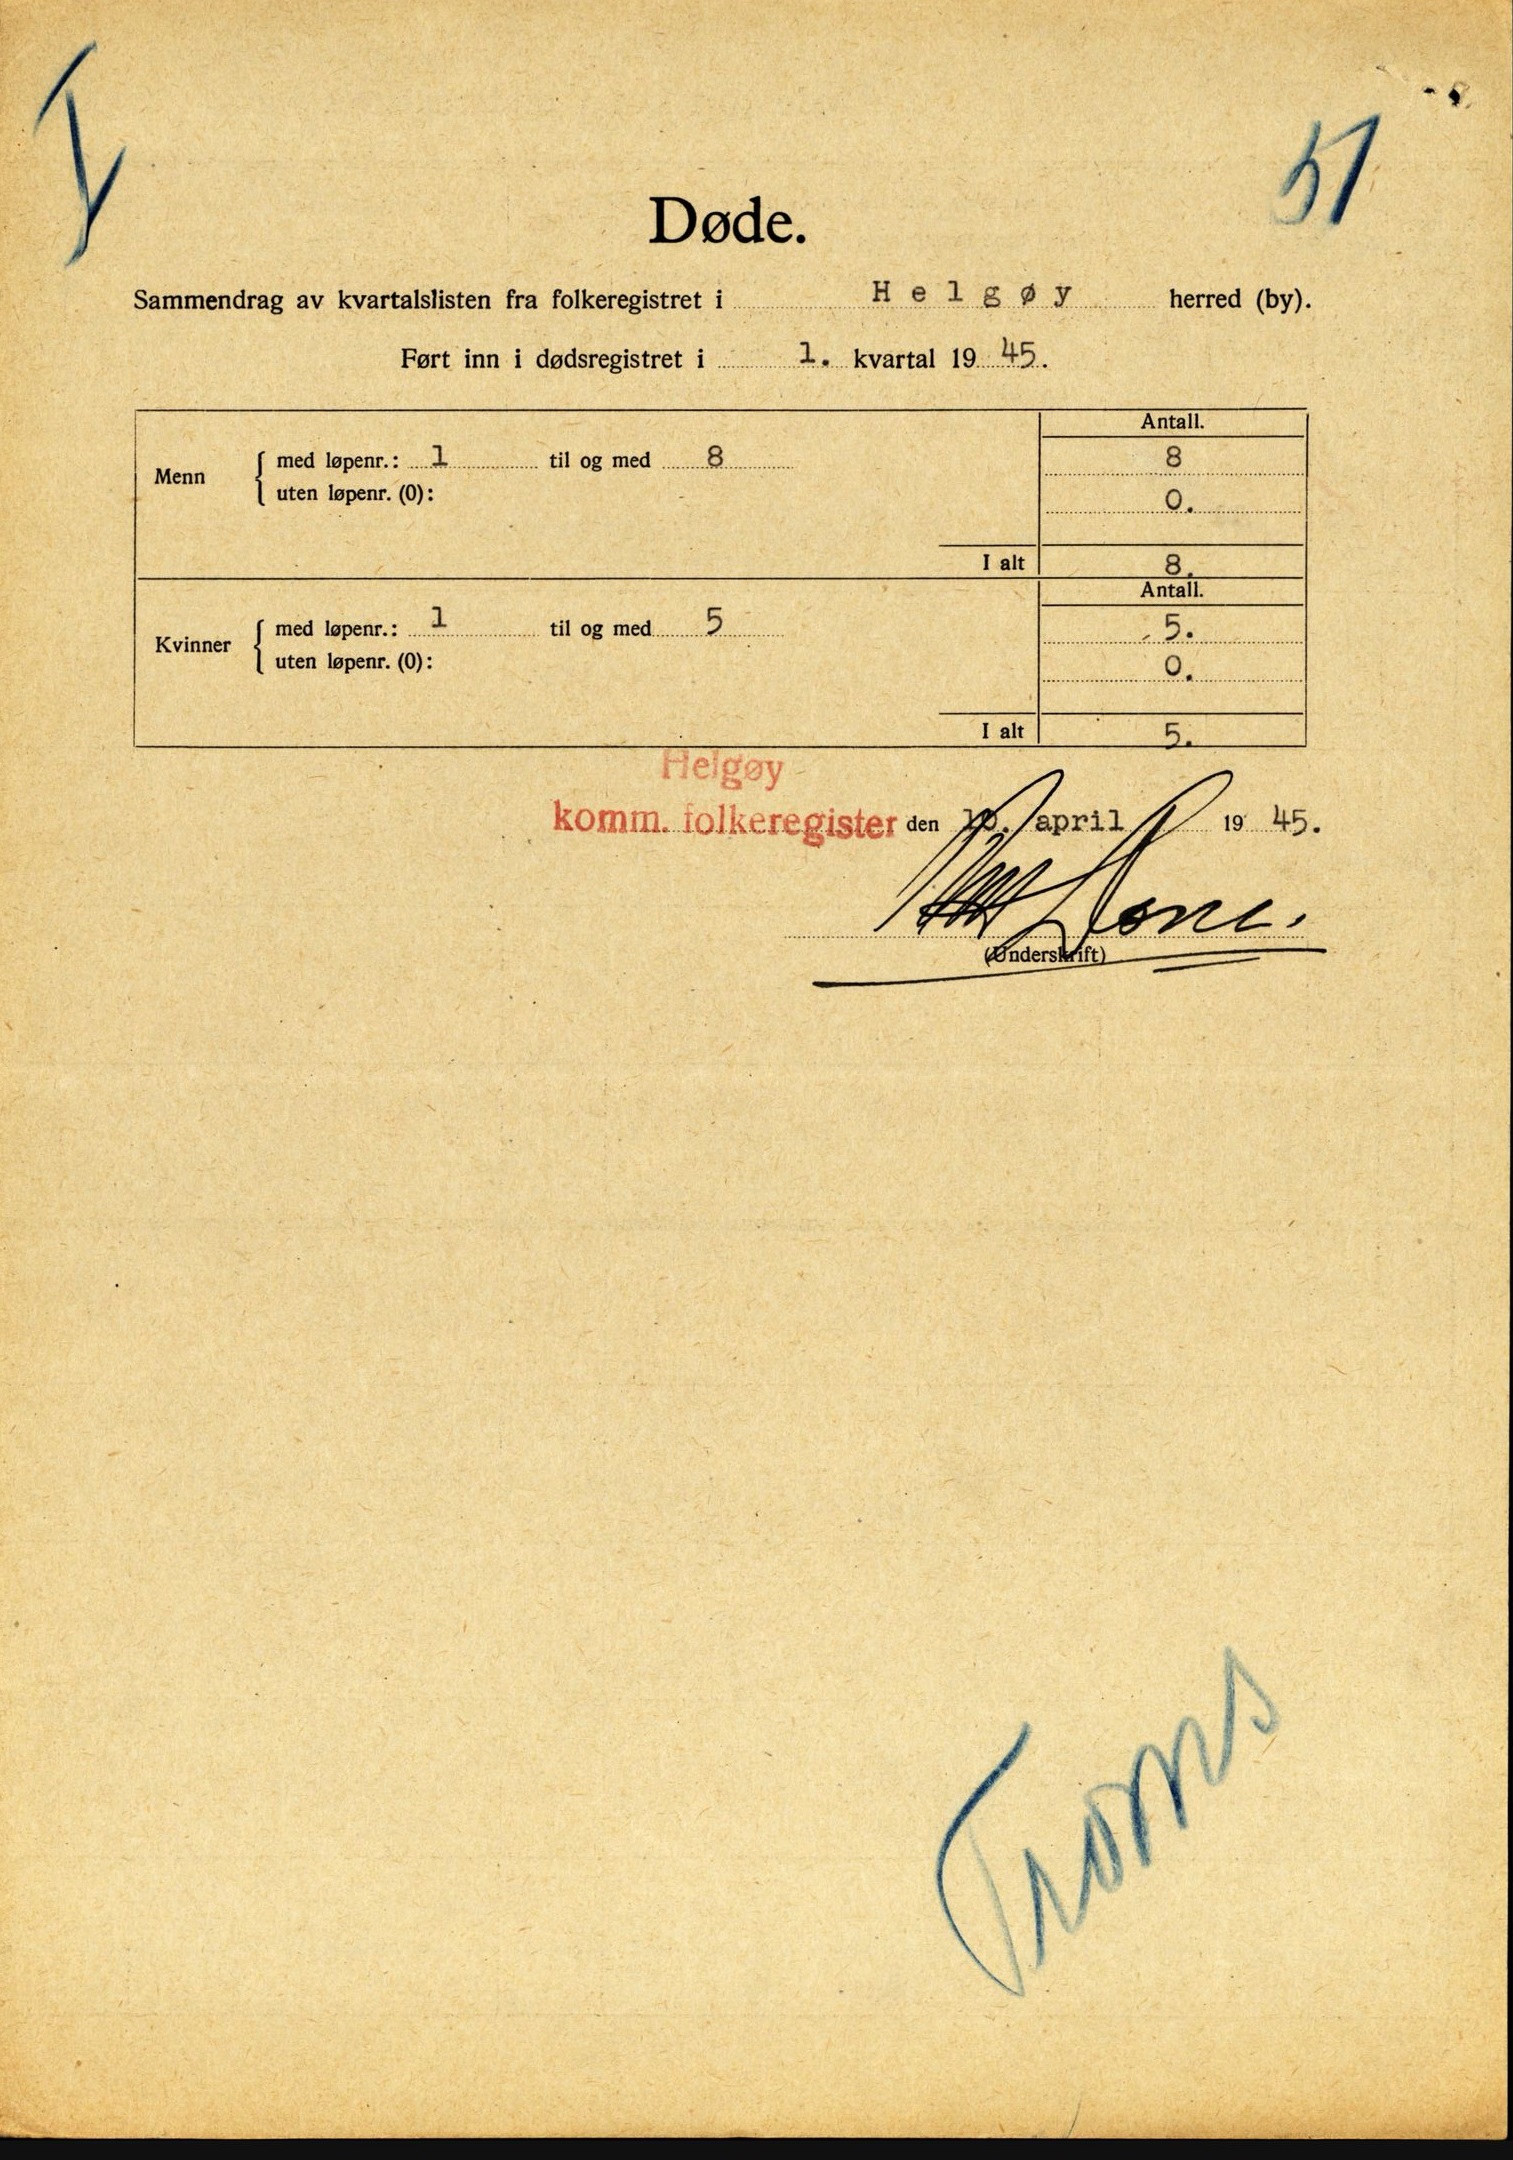 51
Døde.
Sammendrag av kvartalslisten fra folkeregistret i Helgøy herred (by).
Ført inn i dødsregistret i 1. kvartal 1945.
Antall.
Menn { med løpenr.: 1 til og med 8 8
uten løpenr. (0): 0.
I alt 8.
Antall.
Kvinner { med løpenr.: 1 til og med 5 5.
uten løpenr. (0): 0.
I alt 5.
Helgøy
komm. folkeregister den 10. april 1945.
(Underskrift)
Troms